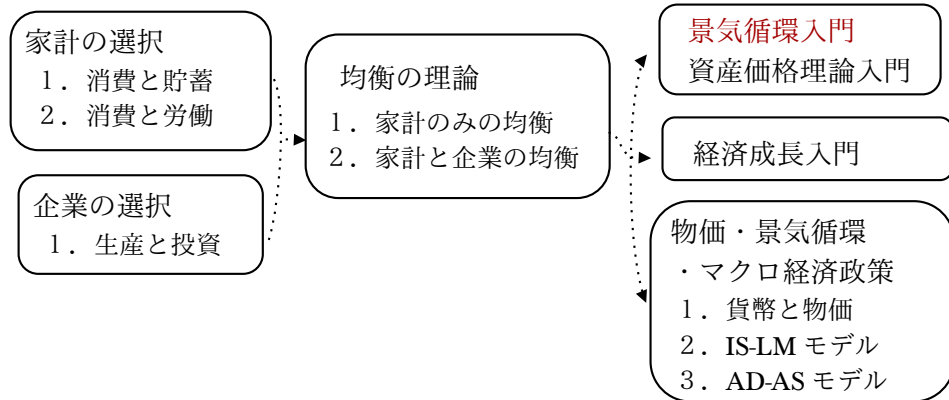 家計の選択
１．消費と貯蓄
２．消費と労働
企業の選択
１．生産と投資
均衡の理論
１．家計のみの均衡
２．家計と企業の均衡
景気循環入門
資産価格理論入門
経済成長入門
物価・景気循環
・マクロ経済政策
１．貨幣と物価
２．IS-LM モデル
３．AD-AS モデル